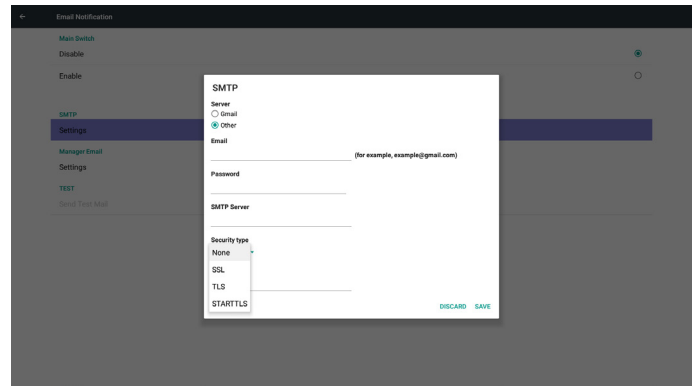 Email Notification
Main Switch
Disable
Enable
SMTP
Settings
Manager Email
Settings
TEST
Send Test Mail
SMTP
Server
Gmail
Other
Email
(for example, example@gmail.com)
Password
SMTP Server
Security type
None
SSL
TLS
STARTTLS
DISCARD SAVE